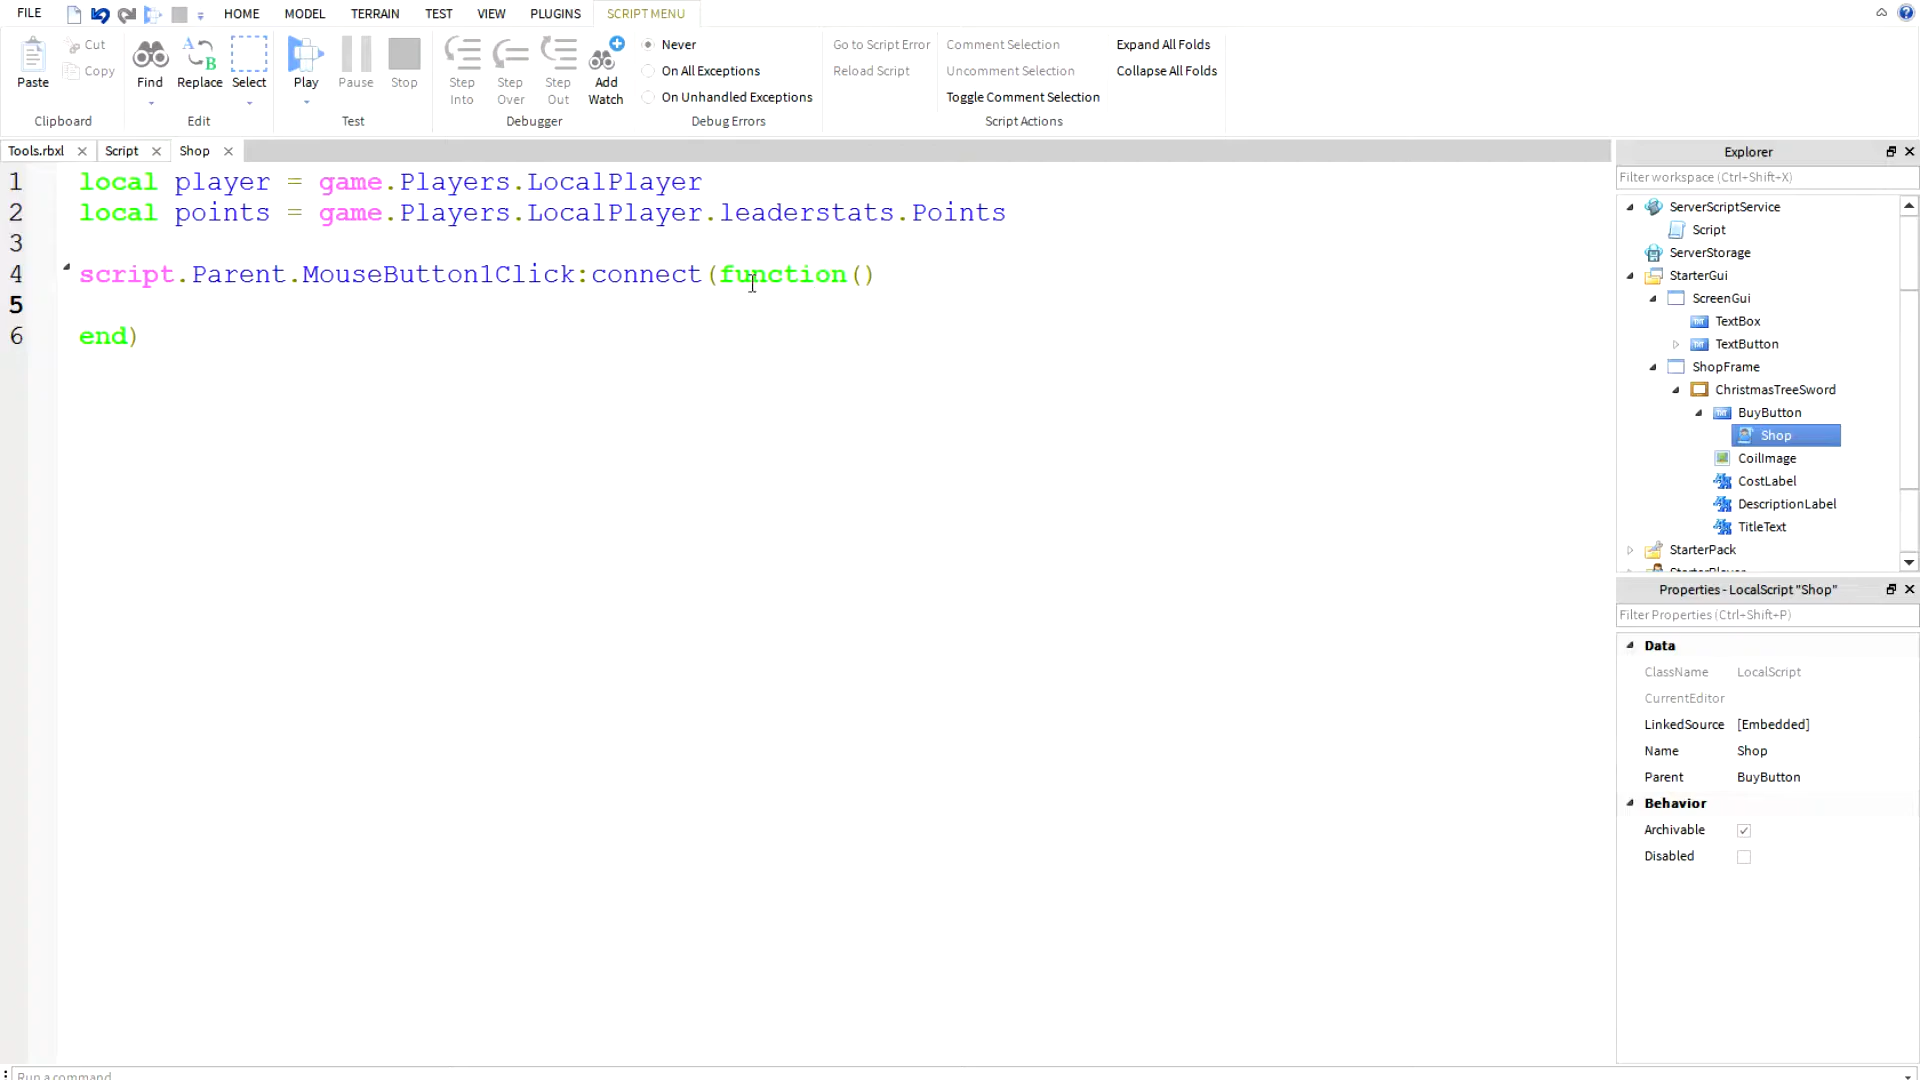 FILE HOME MODEL TERRAIN TEST VIEW PLUGINS SCRIPT MENU
Paste
Cut
Copy
Clipboard
Find Replace Select
Edit
Play Pause Stop
Test
Step Into
Step Over
Step Out
Add Watch
Debugger
Never
On All Exceptions
On Unhandled Exceptions
Debug Errors
Go to Script Error
Reload Script
Comment Selection
Uncomment Selection
Toggle Comment Selection
Script Actions
Expand All Folds
Collapse All Folds
Tools.rbxl Script Shop
1 local player = game.Players.LocalPlayer
2 local points = game.Players.LocalPlayer.leaderstats.Points
3
4 script.Parent.MouseButton1Click:connect(function()
5
6 end)
Explorer
Filter workspace (Ctrl+Shift+X)
ServerScriptService
Script
ServerStorage
StarterGui
ScreenGui
TextBox
TextButton
ShopFrame
ChristmasTreeSword
BuyButton
Shop
CoilImage
CostLabel
DescriptionLabel
TitleText
StarterPack
StarterPlayer
Properties - LocalScript "Shop"
Filter Properties (Ctrl+Shift+P)
Data
ClassName LocalScript
CurrentEditor
LinkedSource [Embedded]
Name Shop
Parent BuyButton
Behavior
Archivable
Disabled
Run a command